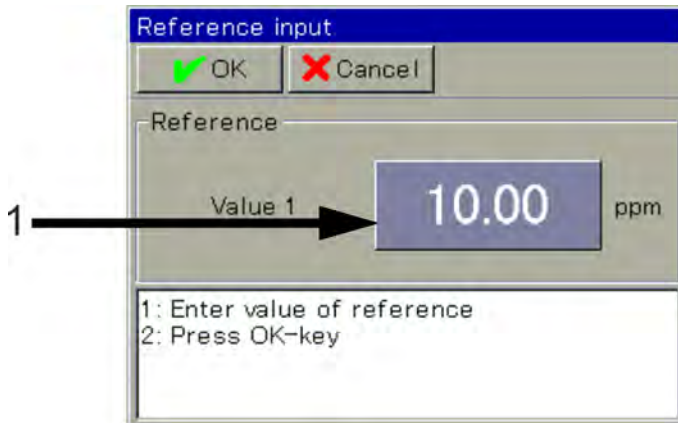 Reference input
OK Cancel
Reference
1 Value 1 10.00 ppm
1: Enter value of reference
2: Press OK-key